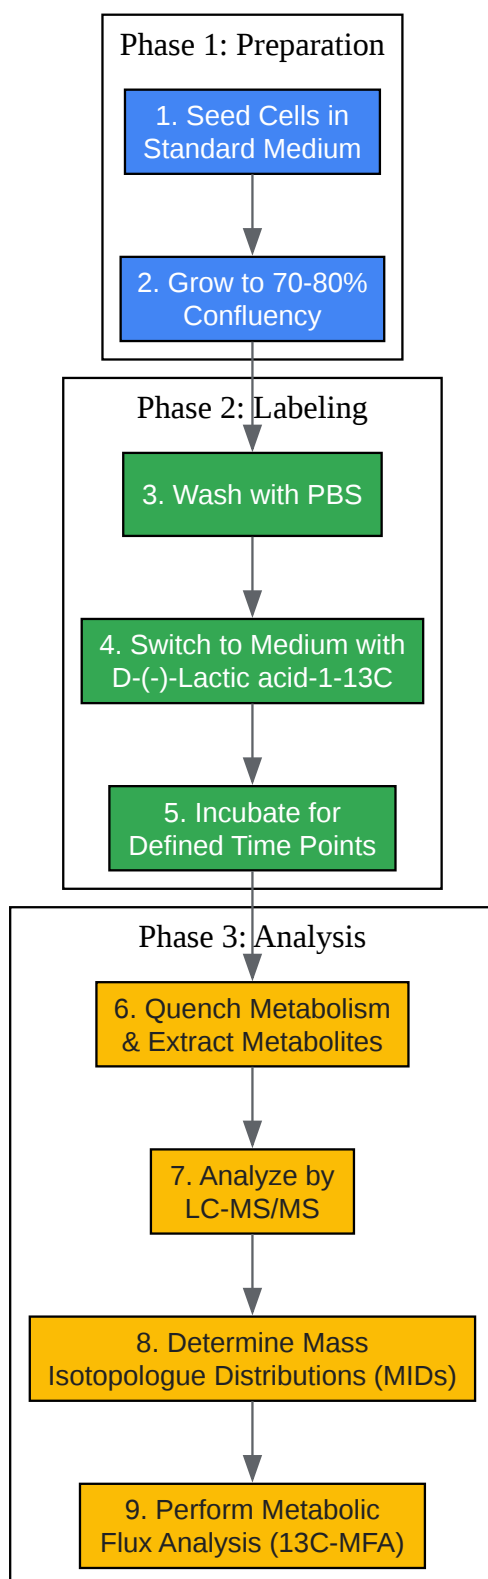 Phase 1: Preparation
1. Seed Cells in
Standard Medium
2. Grow to 70-80%
Confluency
Phase 2: Labeling
3. Wash with PBS
4. Switch to Medium with
D-(-)-Lactic acid-1-13C
5. Incubate for
Defined Time Points
Phase 3: Analysis
6. Quench Metabolism
& Extract Metabolites
7. Analyze by
LC-MS/MS
8. Determine Mass
Isotopologue Distributions (MIDs)
9. Perform Metabolic
Flux Analysis (13C-MFA)